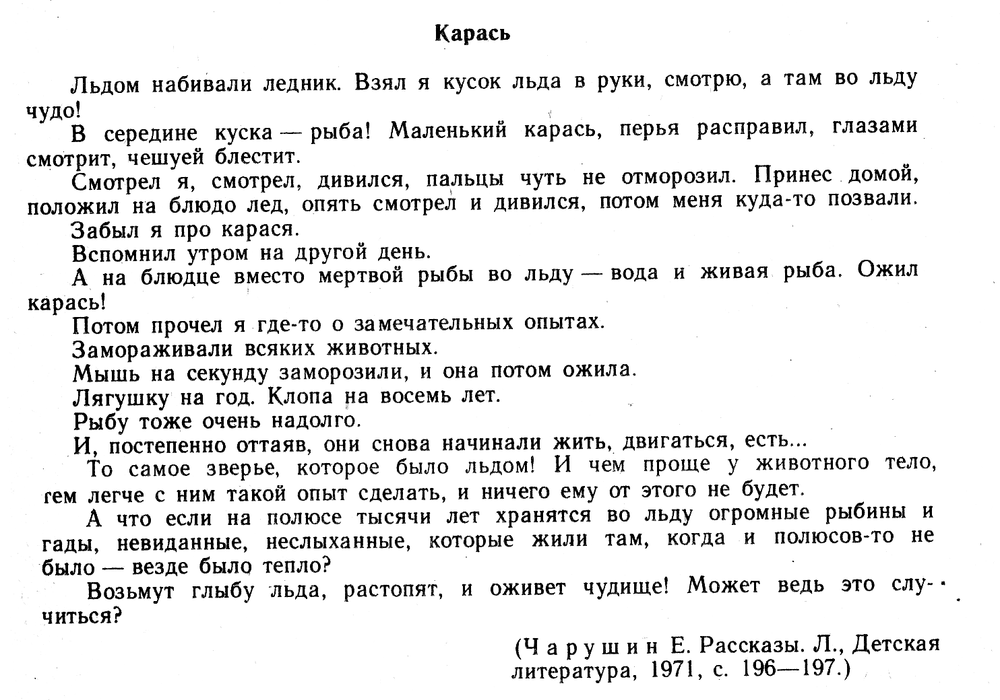 Карась
Льдом набивали ледник. Взял я кусок льда в руки, смотрю, а там во льду
чудо!
В середине куска — рыба! Маленький карась, перья расправил, глазами
смотрит, чешуей блестит.
Смотрел я, смотрел, дивился, пальцы чуть не отморозил. Принес домой,
положил на блюдо лед, опять смотрел и дивился, потом меня куда-то позвали.
Забыл я про карася.
Вспомнил утром на другой день.
А на блюдце вместо мертвой рыбы во льду — вода и живая рыба. Ожил
карась!
Потом прочел я где-то о замечательных опытах.
Замораживали всяких животных.
Мышь на секунду заморозили, и она потом ожила.
Лягушку на год. Клопа на восемь лет.
Рыбу тоже очень надолго.
И, постепенно оттаяв, они снова начинали жить, двигаться, есть...
То самое зверье, которое было льдом! И чем проще у животного тело,
тем легче с ним такой опыт сделать, и ничего ему от этого не будет.
А что если на полюсе тысячи лет хранятся во льду огромные рыбины и
гады, невиданные, неслыханные, которые жили там, когда и полюсов-то не
было — везде было тепло?
Возьмут глыбу льда, растопят, и оживет чудище! Может ведь это слу-
читься?
(Чарушин Е. Рассказы. Л., Детская
литература, 1971, с. 196—197.)